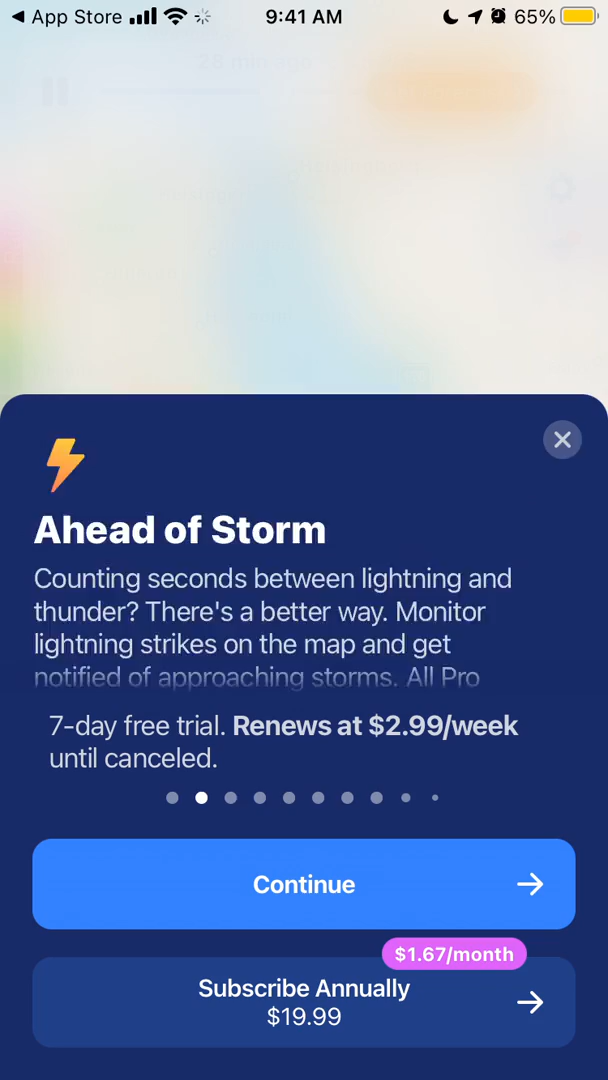 ◀ App Store 9:41 AM 65%
Ahead of Storm
Counting seconds between lightning and
thunder? There's a better way. Monitor
lightning strikes on the map and get
notified of approaching storms. All Pro
7-day free trial. Renews at $2.99/week
until canceled.
Continue
$1.67/month
Subscribe Annually
$19.99